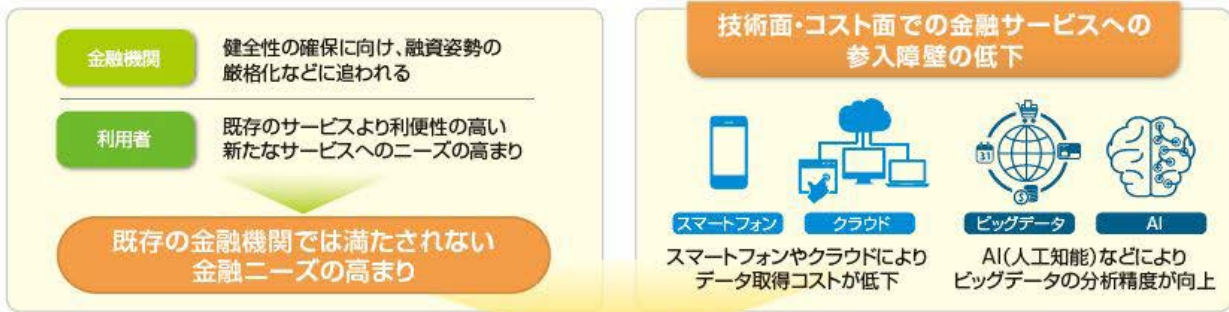 金融機関
健全性の確保に向け、融資姿勢の
厳格化などに追われる
利用者
既存のサービスより利便性の高い
新たなサービスへのニーズの高まり
既存の金融機関では満たされない
金融ニーズの高まり
技術面・コスト面での金融サービスへの
参入障壁の低下
31
$
スマートフォン
クラウド
ビッグデータ
AI
スマートフォンやクラウドにより
データ取得コストが低下
AI(人工知能)などにより
ビッグデータの分析精度が向上